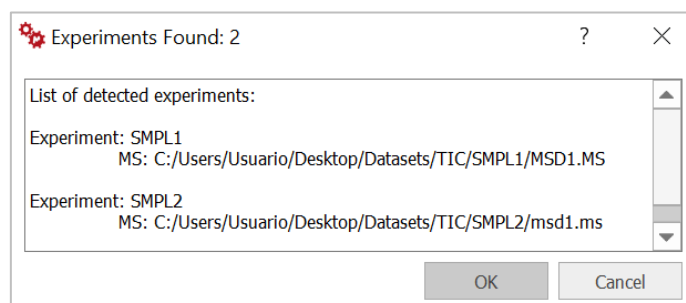 Experiments Found: 2
?
List of detected experiments:
Experiment: SMPL1
MS: C:/Users/Usuario/Desktop/Datasets/TIC/SMPL1/MSD1.MS
Experiment: SMPL2
MS: C:/Users/Usuario/Desktop/Datasets/TIC/SMPL2/msd1.ms
OK
Cancel